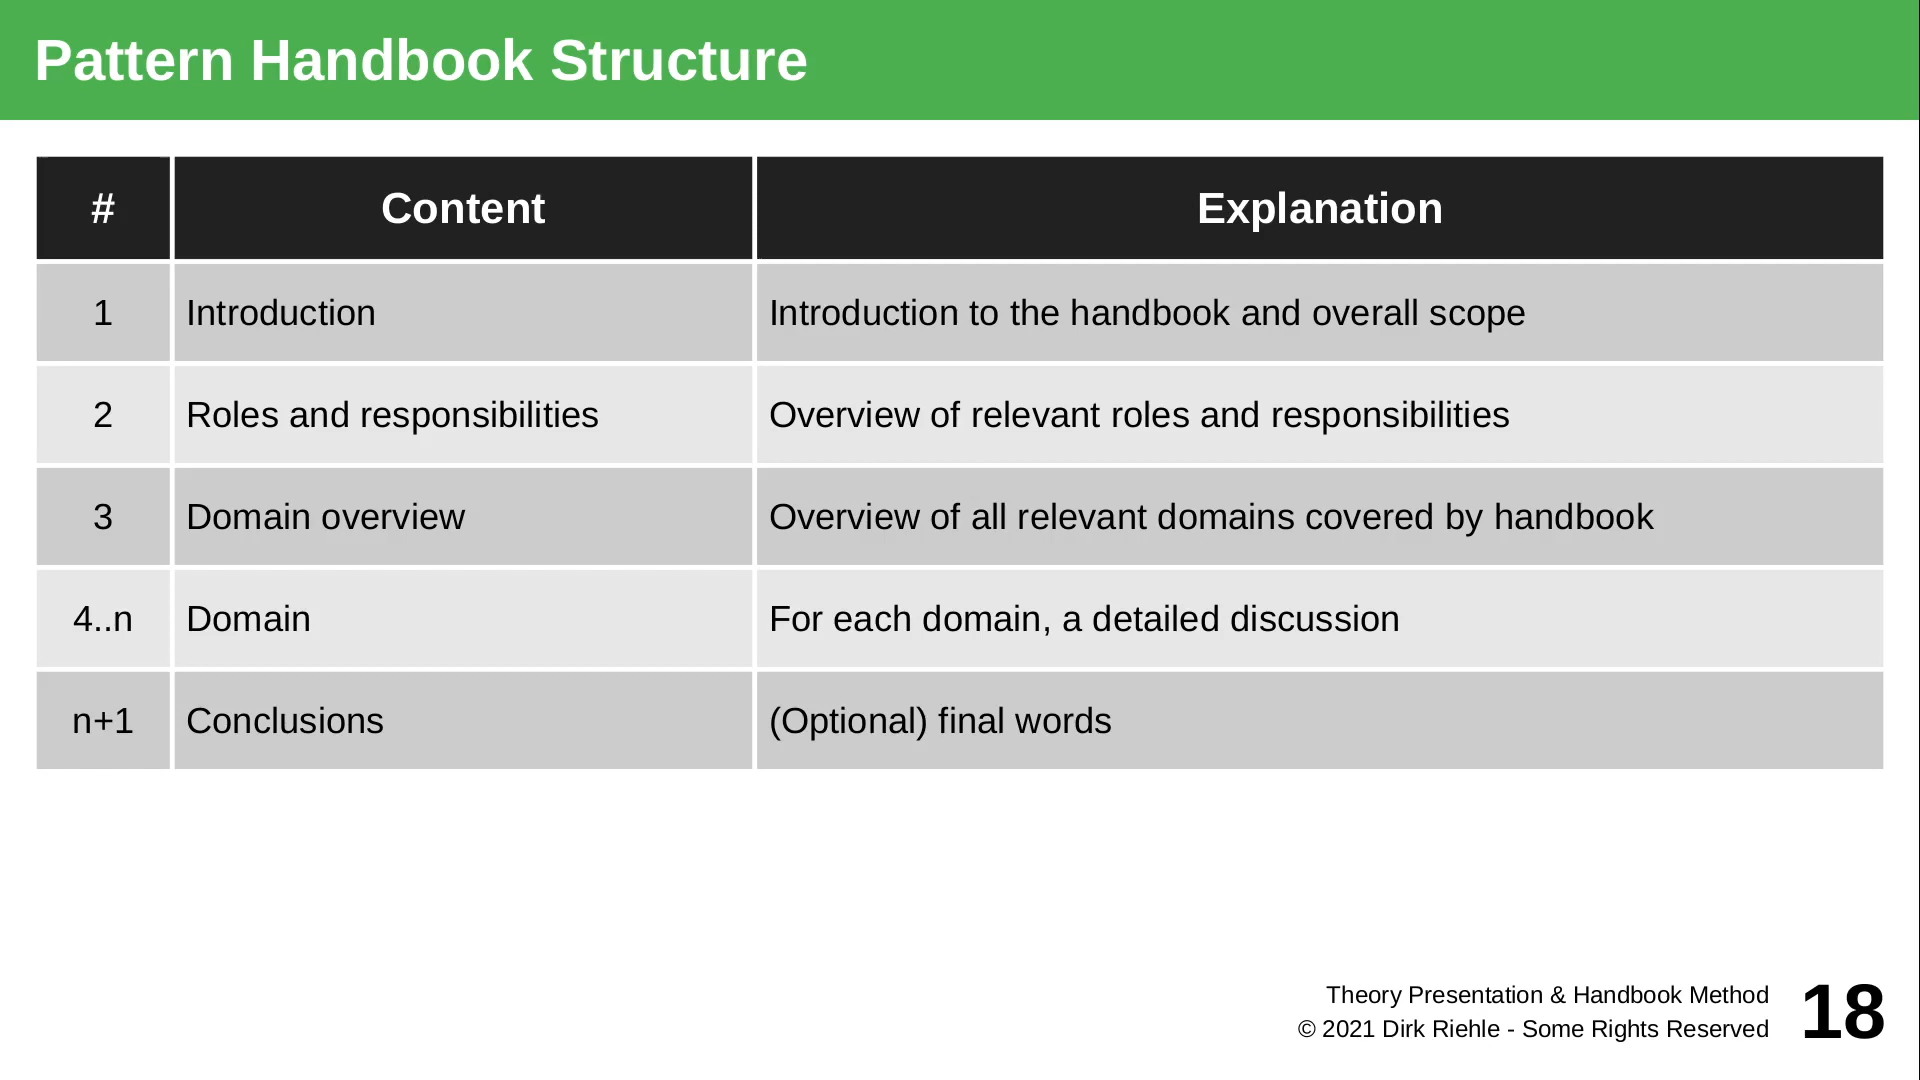 Pattern Handbook Structure
# Content Explanation
1 Introduction Introduction to the handbook and overall scope
2 Roles and responsibilities Overview of relevant roles and responsibilities
3 Domain overview Overview of all relevant domains covered by handbook
4..n Domain For each domain, a detailed discussion
n+1 Conclusions (Optional) final words
Theory Presentation & Handbook Method
© 2021 Dirk Riehle - Some Rights Reserved
18